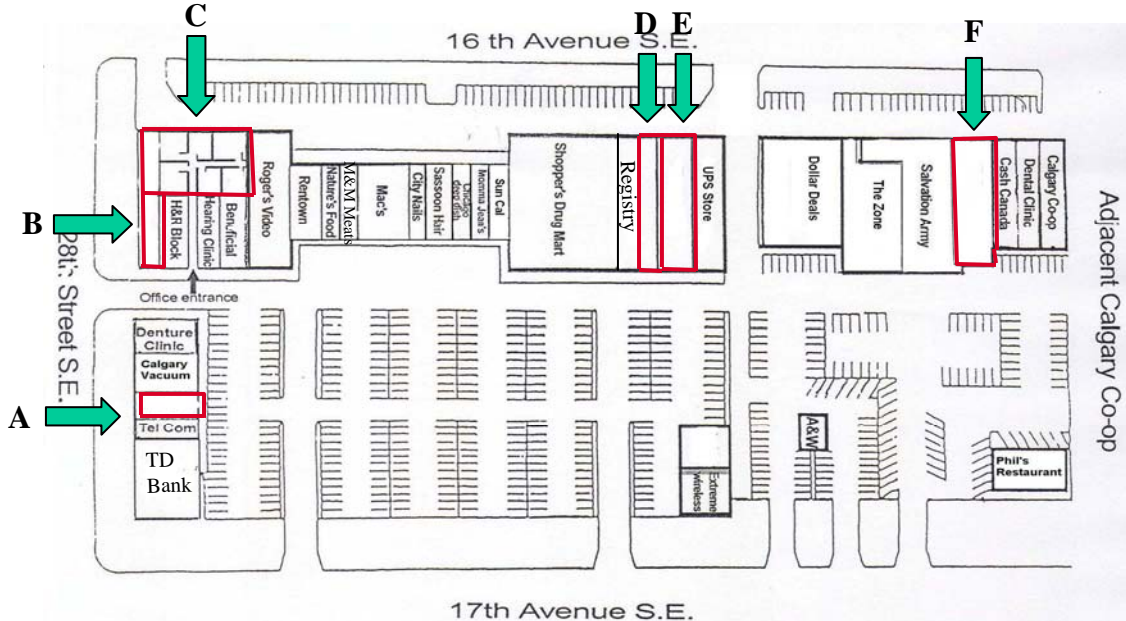 C
D
E
F
16 th Avenue S.E.
B
H&R Block
Hearing Clinic
Beneficial
Roger's Video
Rentown
Nature's Food
M&M Meats
Mac's
City Nails
Sassoon Hair
Chicago
deep dish
Momma Jean's
Sun Cal
Shopper's Drug Mart
Registry
UPS Store
Dollar Deals
The Zone
Salvation Army
Cash Canada
Dental Clinic
Calgary Co-op
Adjacent Calgary Co-op
Street S.E.
Office entrance
Denture
Clinic
Calgary
Vacuum
A
Tel Com
TD
Bank
Extreme
wireless
A&W
Phil's
Restaurant
17th Avenue S.E.